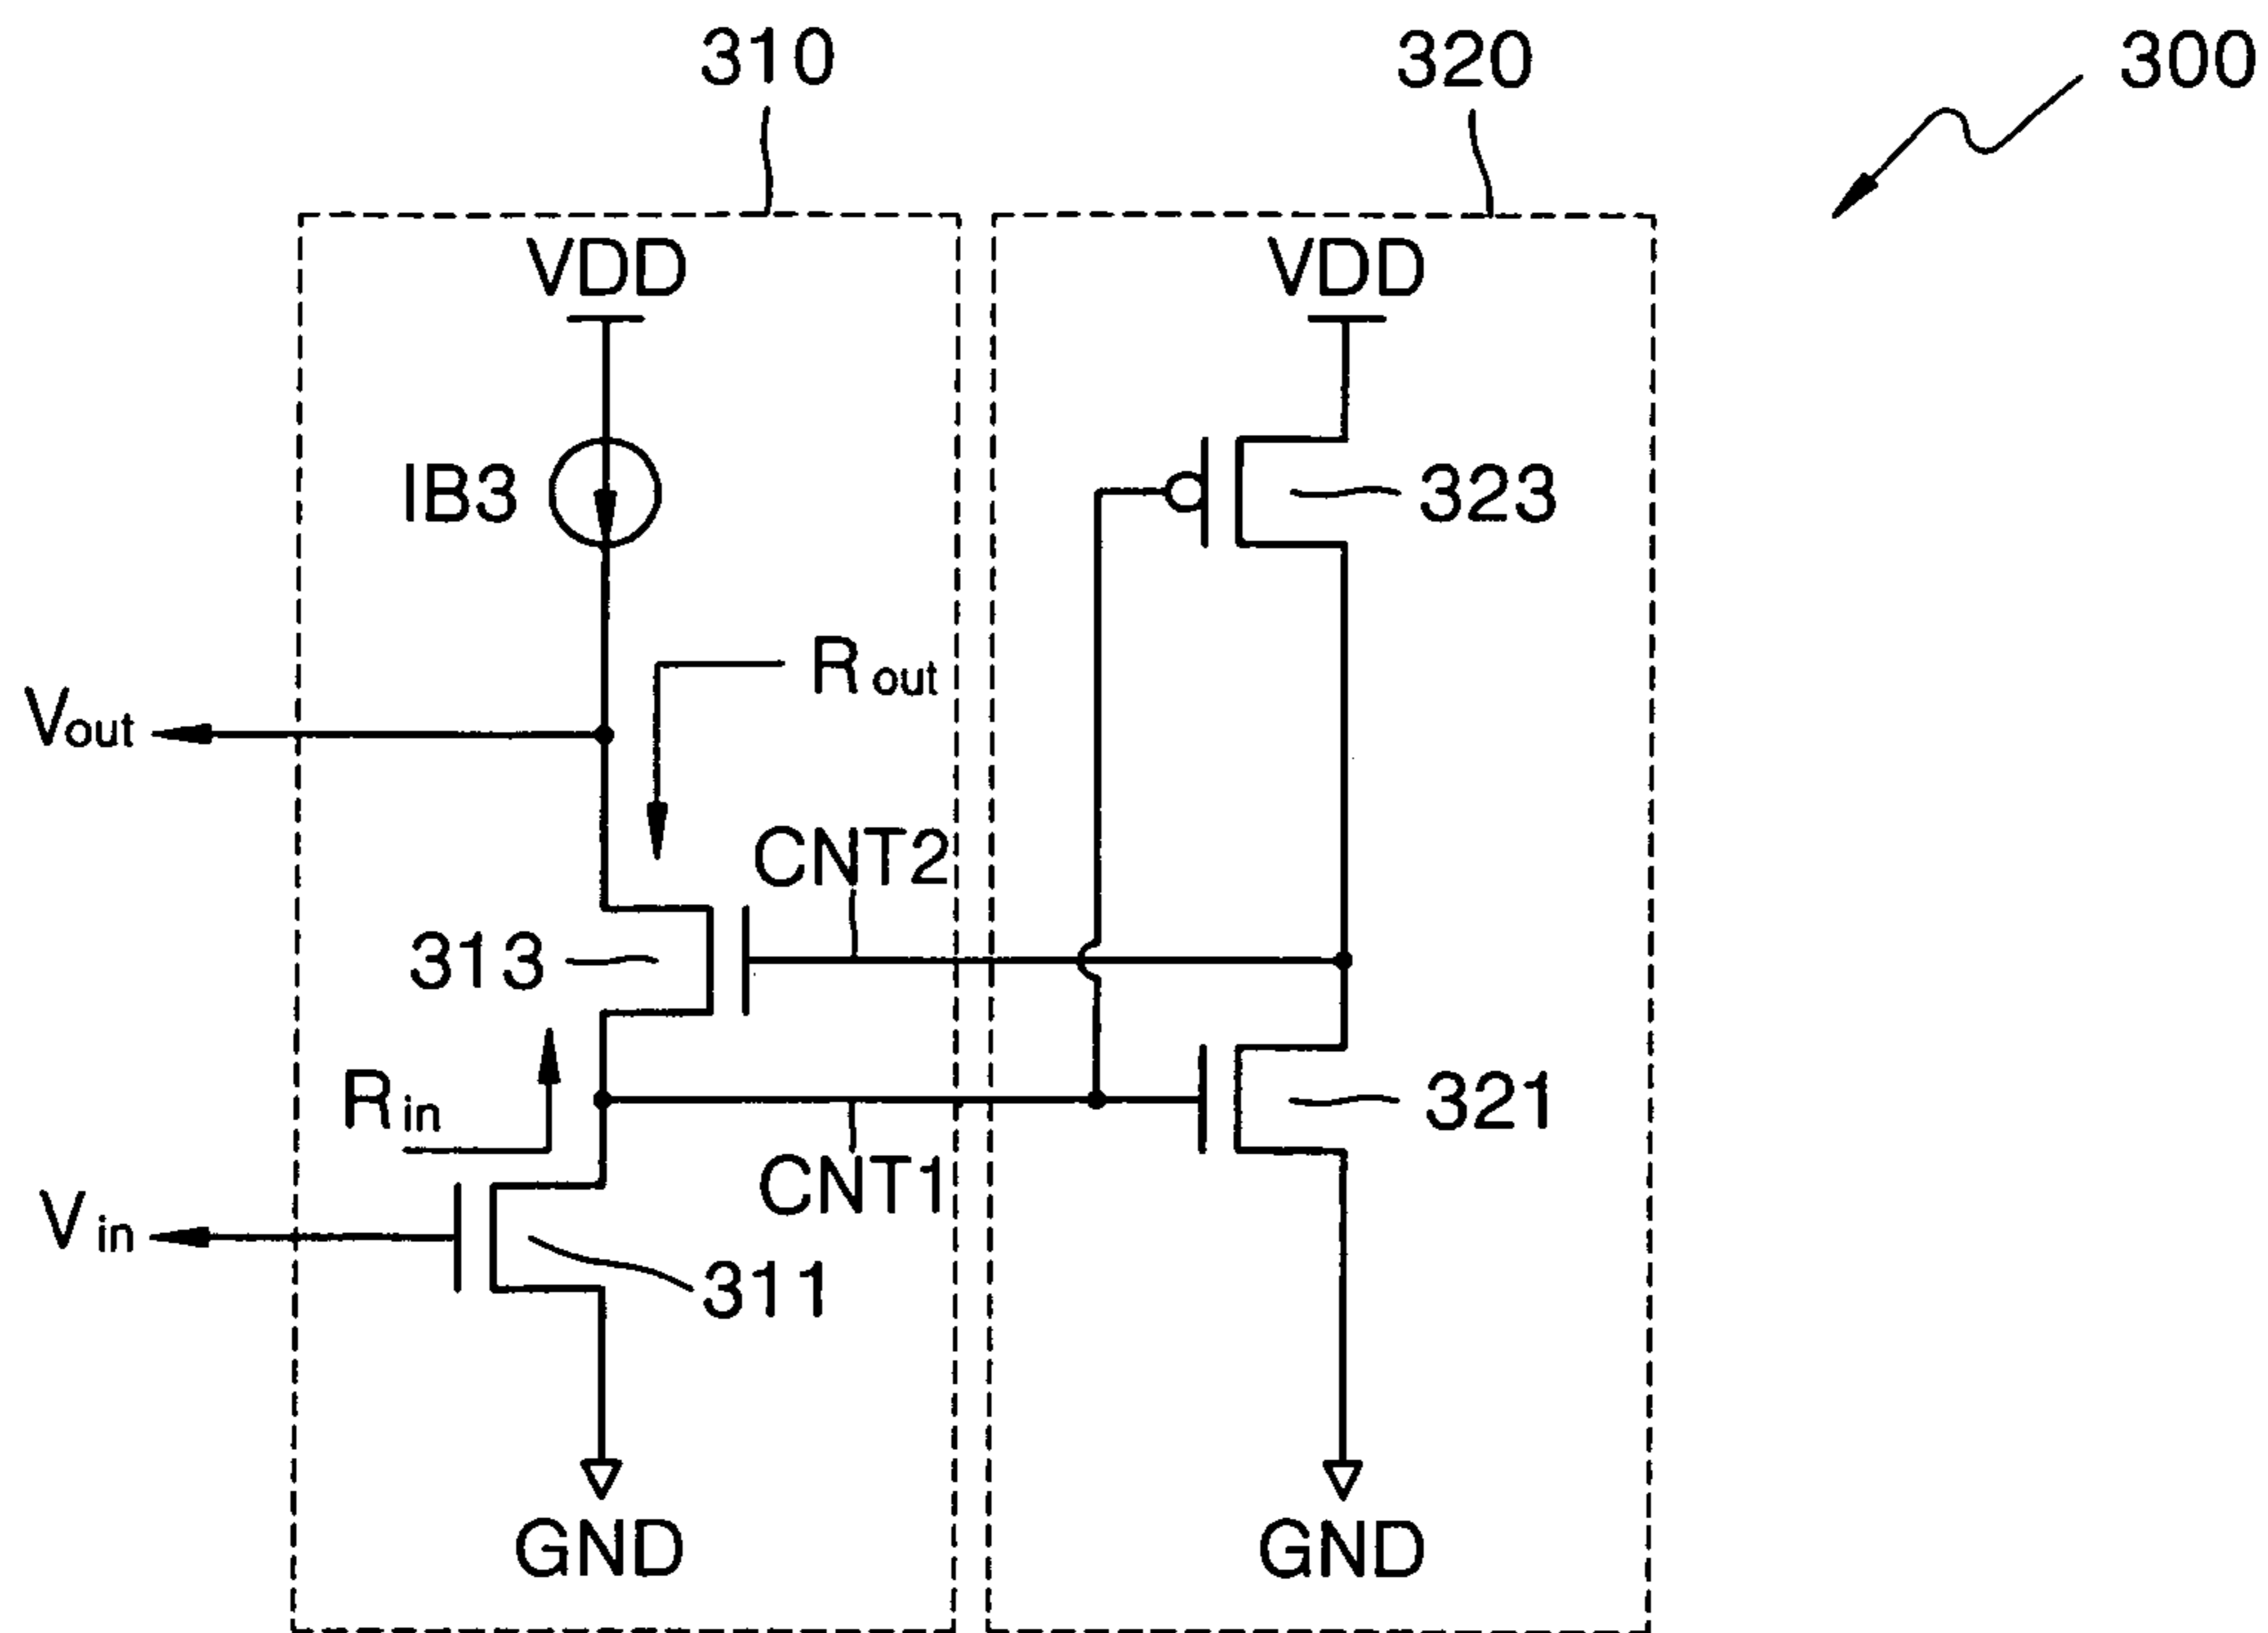 310
320
300
VDD
VDD
IB3
323
Rout
Vout
CNT2
313
Rin
321
CNT1
Vin
311
GND
GND